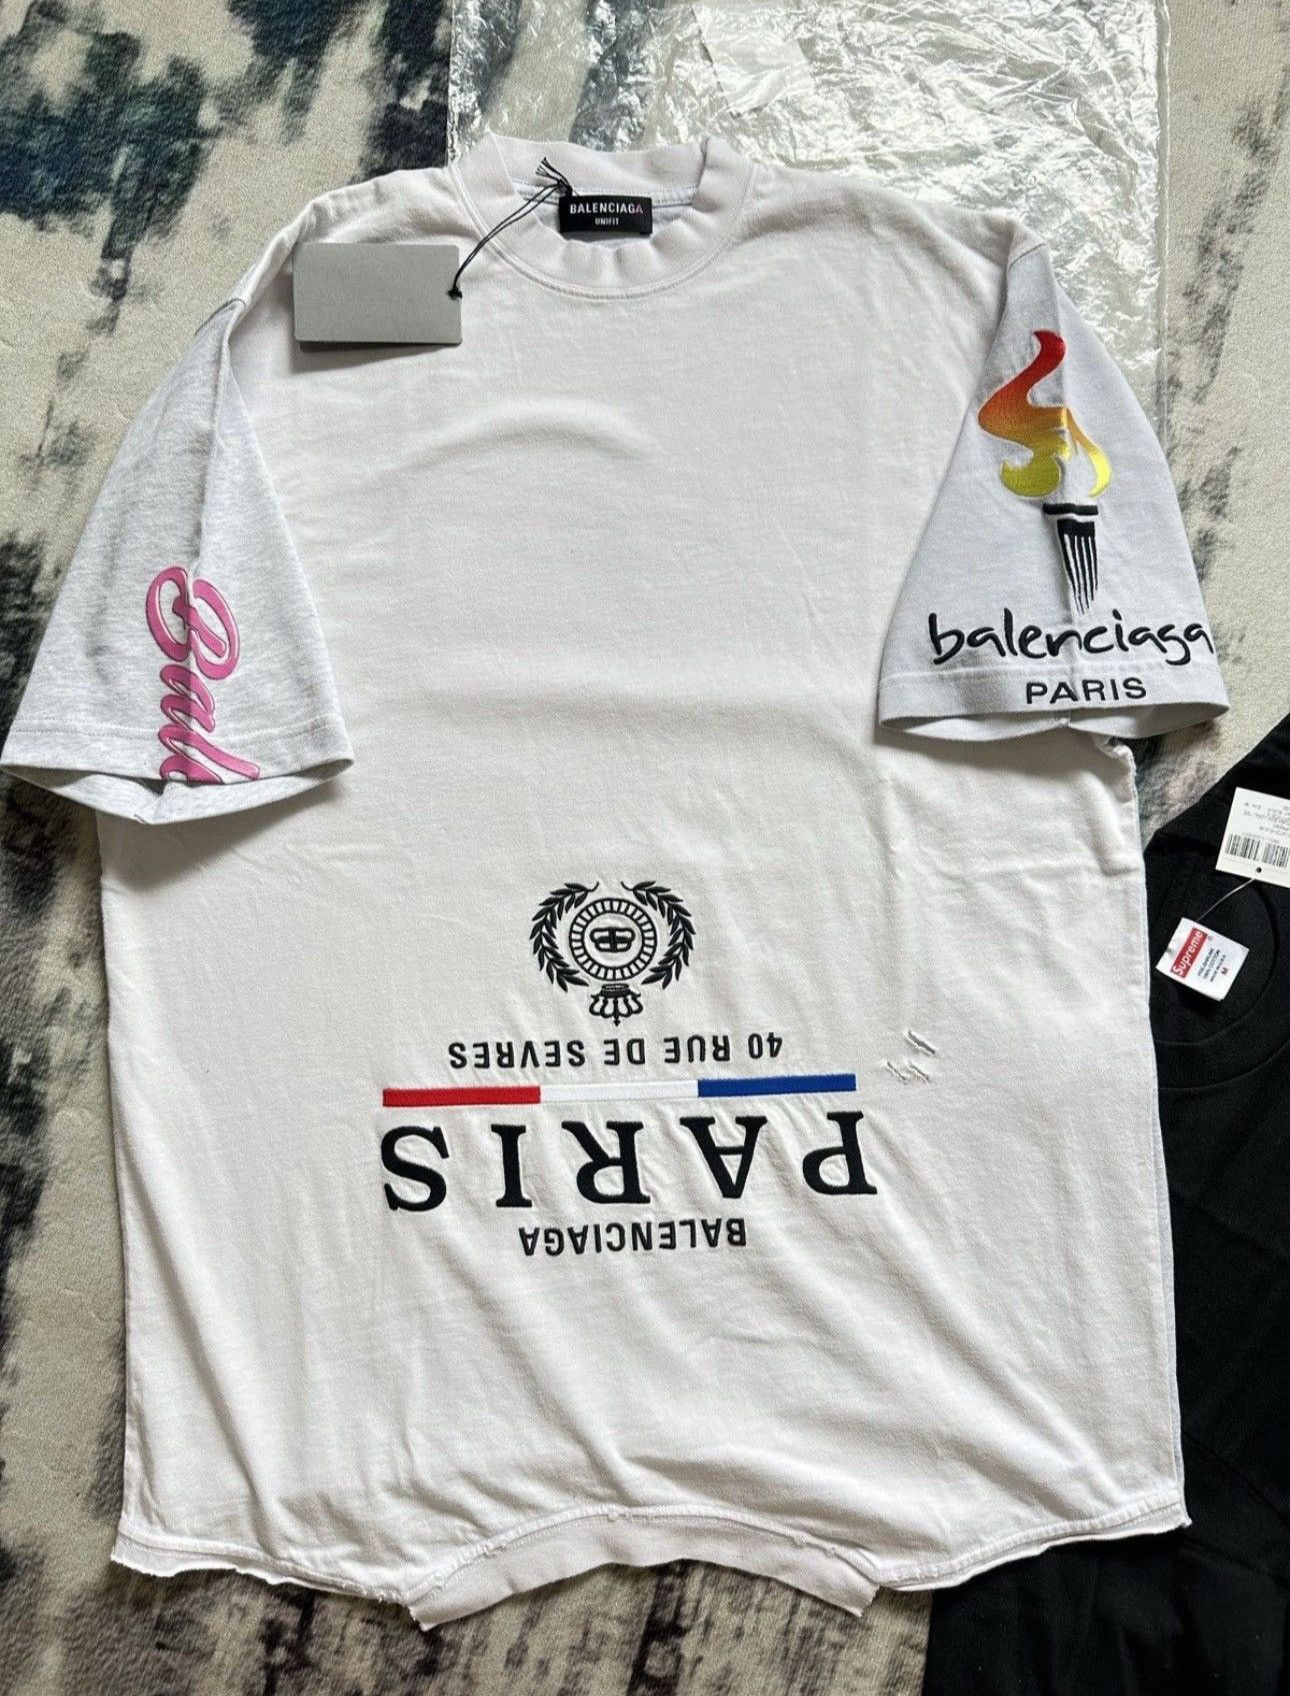 BALENCIAGA
UNIFIT
Bal
balenciaga
PARIS
40 RUE DE SEVRES
PARIS
BALENCIAGA
Supreme
M